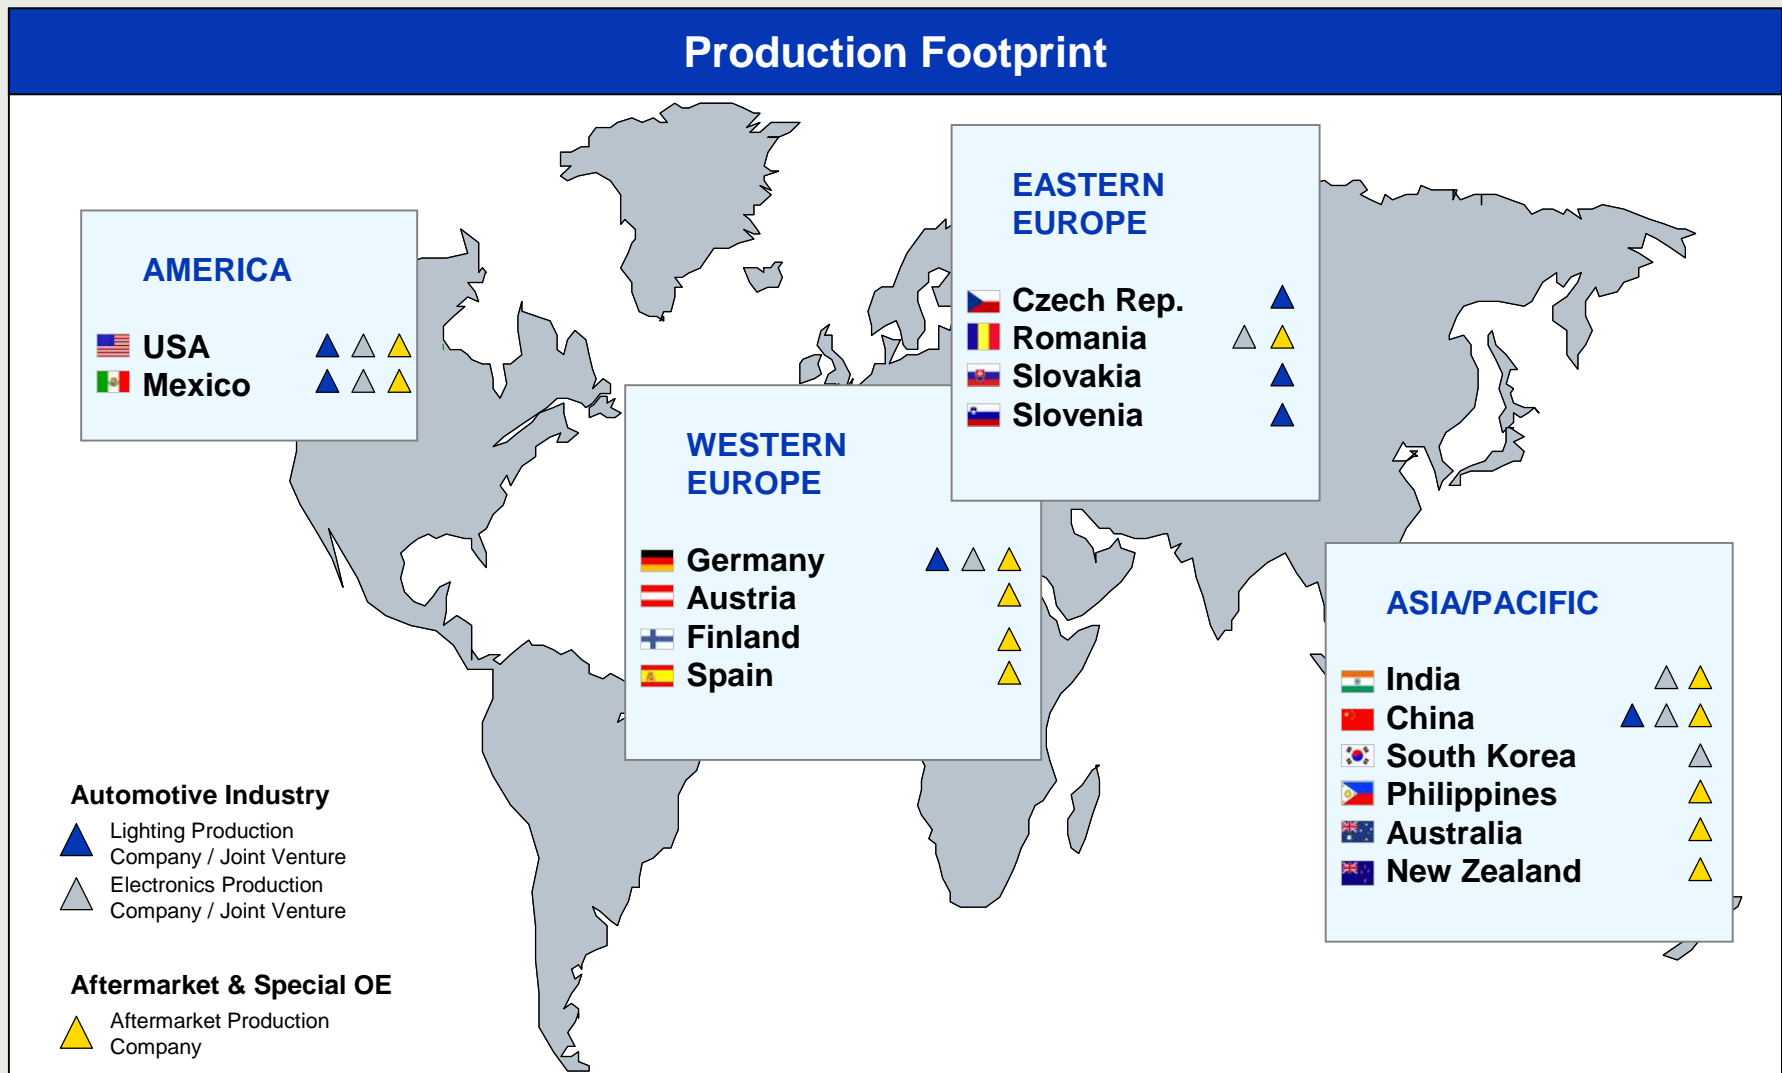 Production Footprint
AMERICA
USA
Mexico
EASTERN
EUROPE
Czech Rep.
Romania
Slovakia
Slovenia
WESTERN
EUROPE
Germany
Austria
Finland
Spain
ASIA/PACIFIC
India
China
South Korea
Philippines
Australia
New Zealand
Automotive Industry
Lighting Production
Company / Joint Venture
Electronics Production
Company / Joint Venture
Aftermarket & Special OE
Aftermarket Production
Company